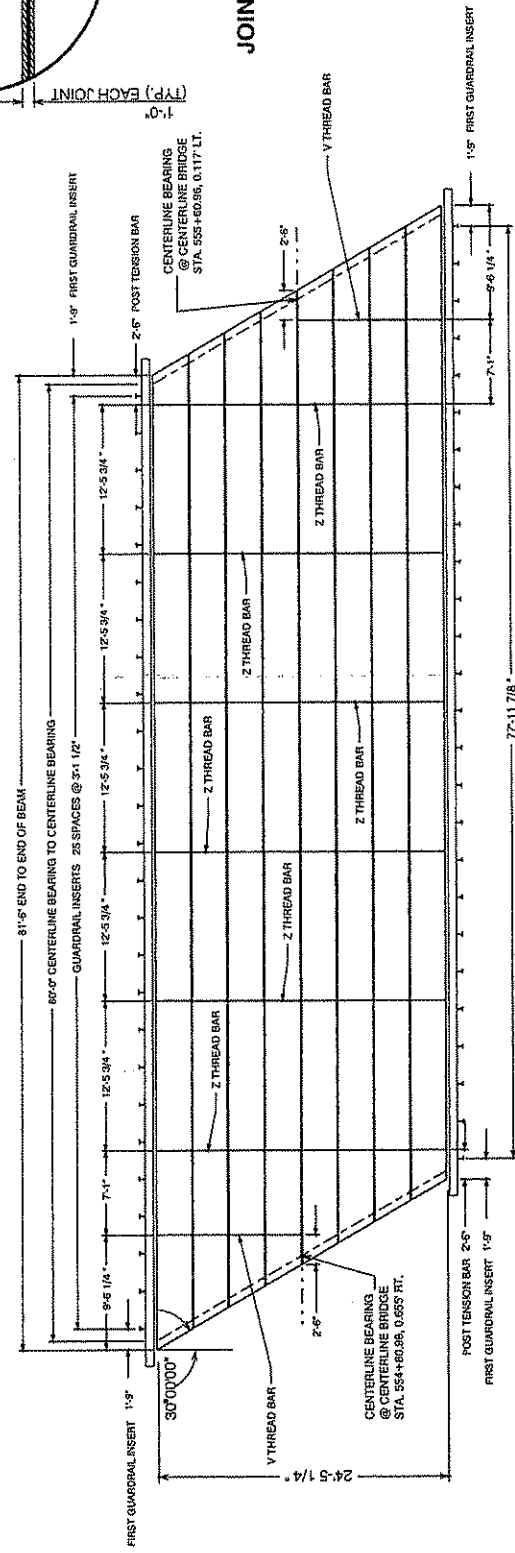 1'-0"
(TYP.) EACH JOINT
JOIN
81'-6" END TO END OF BEAM
80'-0" CENTERLINE BEARING TO CENTERLINE BEARING
GUARDRAIL INSERTS 25 SPACES @ 3'-1 1/2"
1'-9" FIRST GUARDRAIL INSERT
2'-6" POST TENSION BAR
FIRST GUARDRAIL INSERT 1'-9"
9'-6 1/4"
7'-1"
12'-5 3/4"
12'-5 3/4"
12'-5 3/4"
12'-5 3/4"
12'-5 3/4"
CENTERLINE BEARING
@ CENTERLINE BRIDGE
STA. 555+60.96, 0.117' LT.
2'-6"
V THREAD BAR
30°00'00"
24'-5 1/4"
Z THREAD BAR
Z THREAD BAR
Z THREAD BAR
Z THREAD BAR
Z THREAD BAR
Z THREAD BAR
V THREAD BAR
2'-6"
CENTERLINE BEARING
@ CENTERLINE BRIDGE
STA. 554+80.96, 0.655' RT.
POST TENSION BAR 2'-6"
FIRST GUARDRAIL INSERT 1'-9"
7'-1"
9'-6 1/4"
1'-9" FIRST GUARDRAIL INSERT
77'-11 7/8"